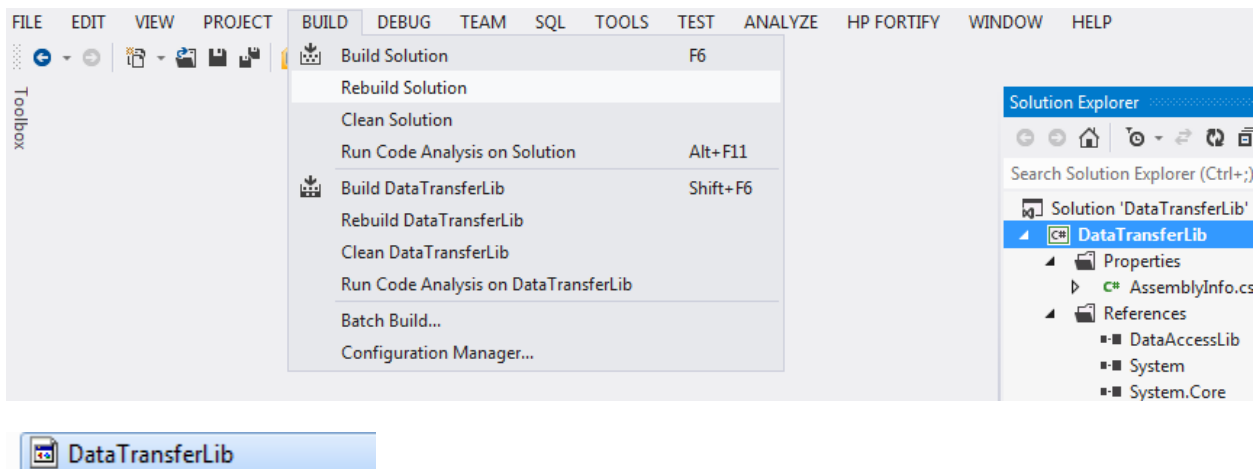 FILE EDIT VIEW PROJECT BUILD DEBUG TEAM SQL TOOLS TEST ANALYZE HP FORTIFY WINDOW HELP
Toolbox
Build Solution F6
Rebuild Solution
Clean Solution
Run Code Analysis on Solution Alt+F11
Build DataTransferLib Shift+F6
Rebuild DataTransferLib
Clean DataTransferLib
Run Code Analysis on DataTransferLib
Batch Build...
Configuration Manager...
Solution Explorer
Search Solution Explorer (Ctrl+;)
Solution 'DataTransferLib'
C# DataTransferLib
Properties
C# AssemblyInfo.cs
References
DataAccessLib
System
System.Core
DataTransferLib